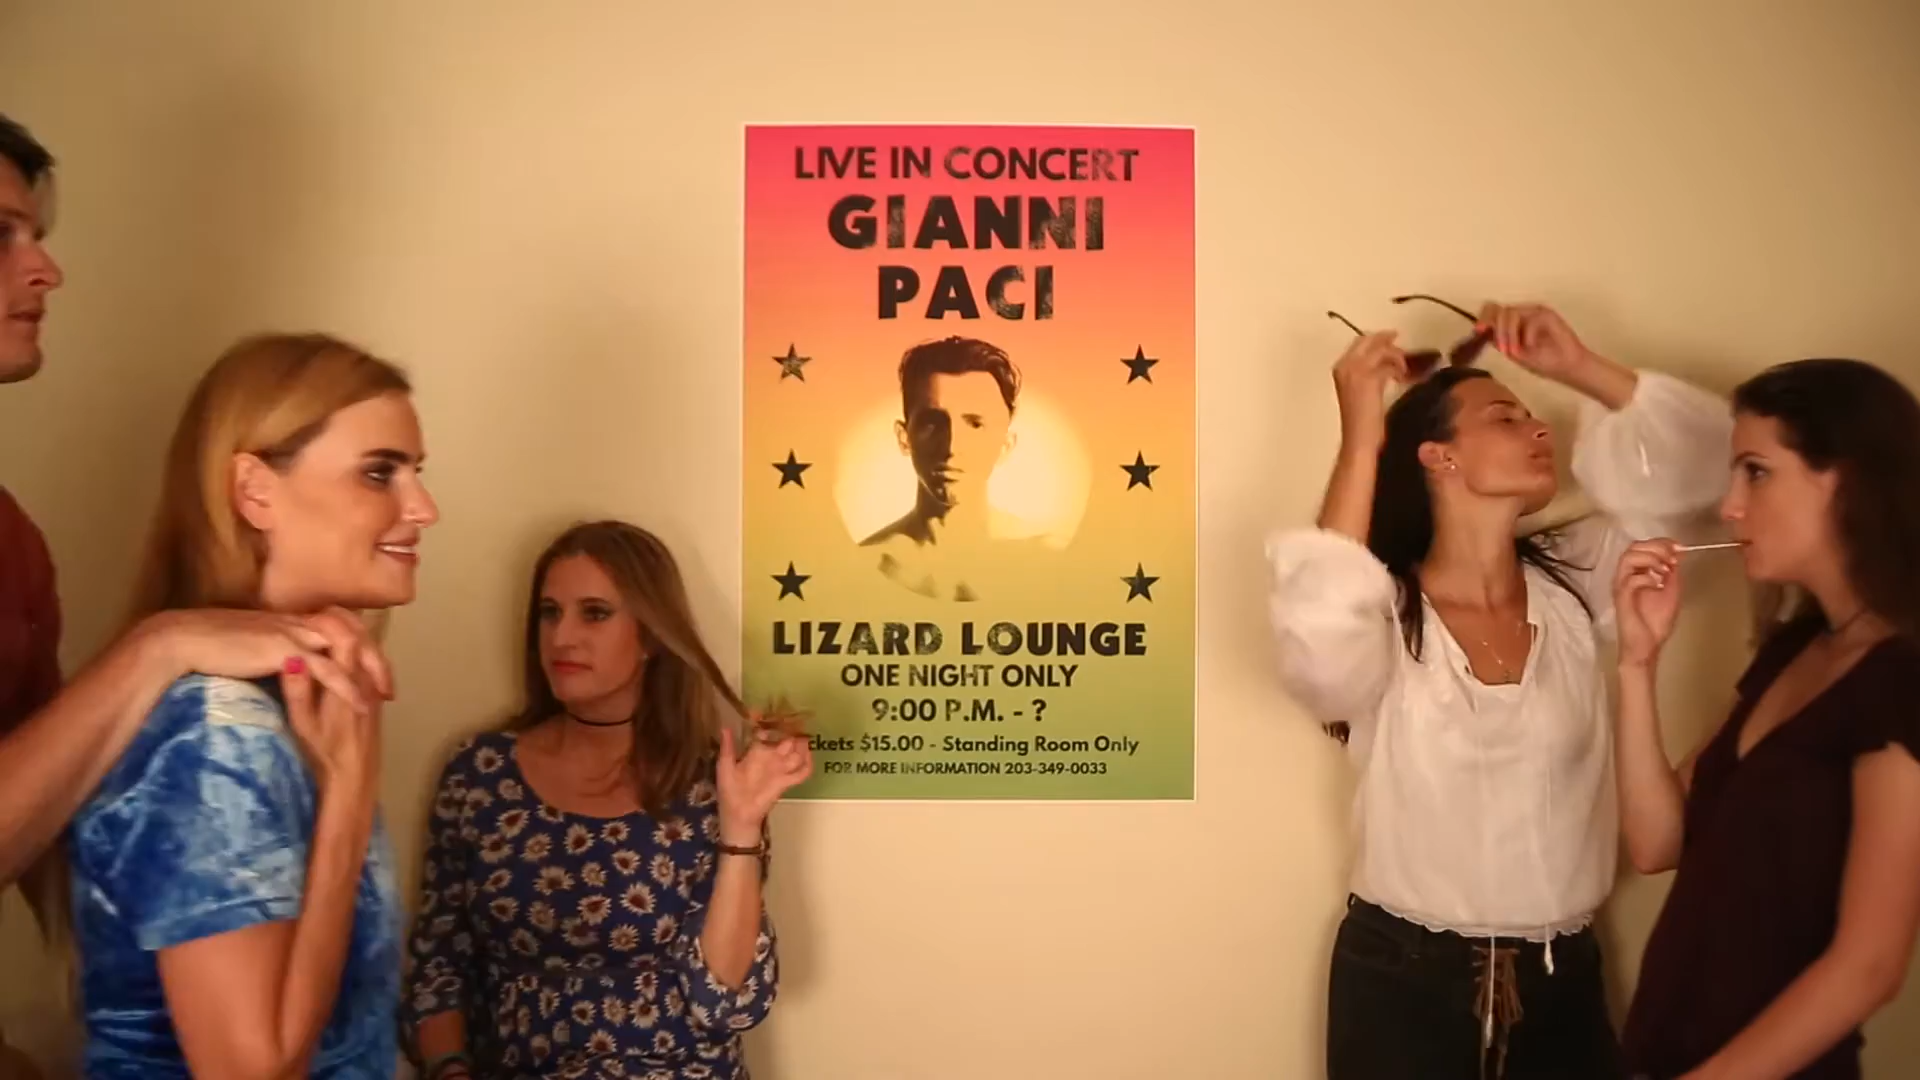 LIVE IN CONCERT
GIANNI
PACI
LIZARD LOUNGE
ONE NIGHT ONLY
9:00 P.M. - ?
ckets $15.00 - Standing Room Only
FOR MORE INFORMATION 203-349-0033